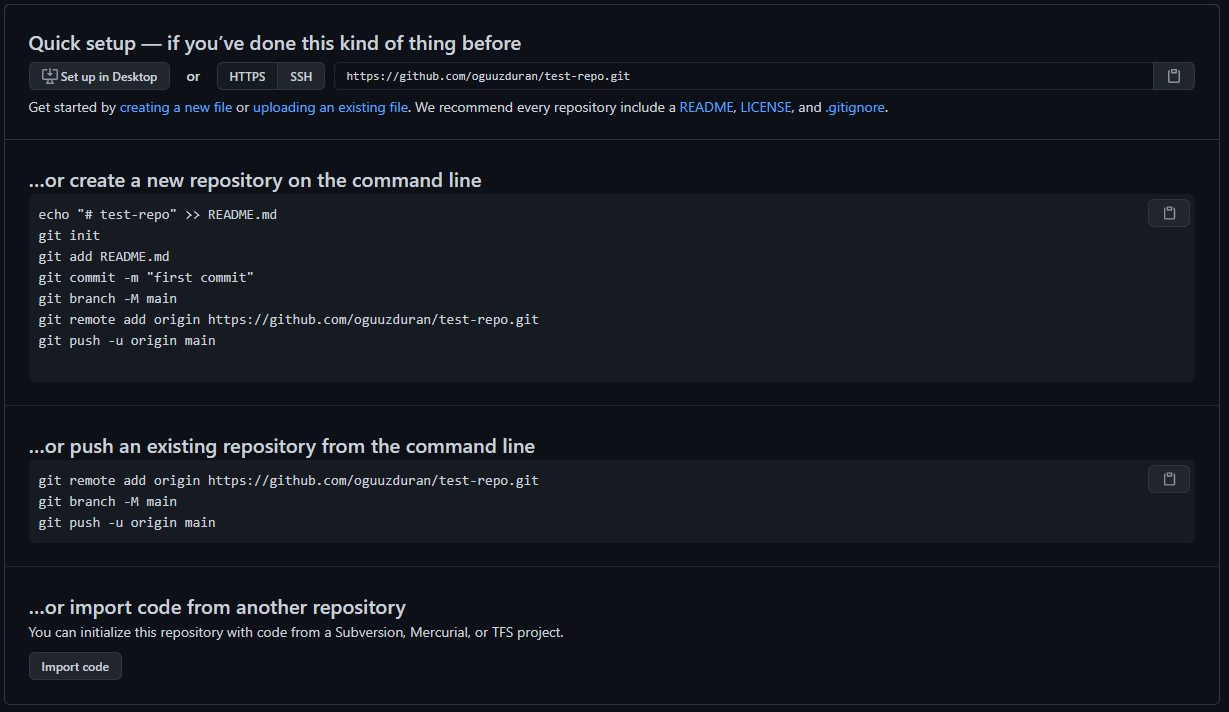 Quick setup — if you’ve done this kind of thing before
Set up in Desktop or HTTPS SSH https://github.com/oguuzduran/test-repo.git
Get started by creating a new file or uploading an existing file. We recommend every repository include a README, LICENSE, and .gitignore.
…or create a new repository on the command line
echo "# test-repo" >> README.md
git init
git add README.md
git commit -m "first commit"
git branch -M main
git remote add origin https://github.com/oguuzduran/test-repo.git
git push -u origin main
…or push an existing repository from the command line
git remote add origin https://github.com/oguuzduran/test-repo.git
git branch -M main
git push -u origin main
…or import code from another repository
You can initialize this repository with code from a Subversion, Mercurial, or TFS project.
Import code